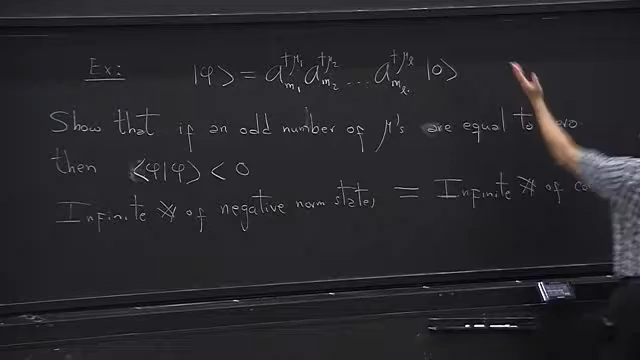 Ex: |φ> = a†μ₁ₘ₁ a†μ₂ₘ₂ ... a†μₗₘₗ |0>
Show that if an odd number of μ's are equal to zero
then <φ|φ> < 0
Infinite # of negative norm states = Infinite # of